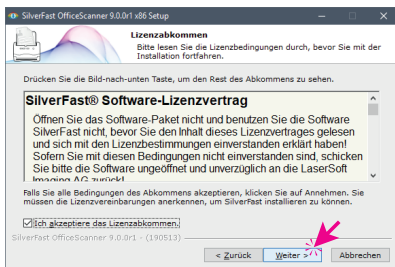 SilverFast OfficeScanner 9.0.0r1 x86 Setup
Lizenzabkommen
Bitte lesen Sie die Lizenzbedingungen durch, bevor Sie mit der
Installation fortfahren.
Drücken Sie die Bild-nach-unten Taste, um den Rest des Abkommens zu sehen.
SilverFast® Software-Lizenzvertrag
Öffnen Sie das Software-Paket nicht und benutzen Sie die Software
SilverFast nicht, bevor Sie den Inhalt dieses Lizenzvertrages gelesen
und sich mit den Lizenzbestimmungen einverstanden erklärt haben!
Sofern Sie mit diesen Bedingungen nicht einverstanden sind, schicken
Sie bitte die Software ungeöffnet und unverzüglich an die LaserSoft
Imaging AG zurück!
Falls Sie alle Bedingungen des Abkommens akzeptieren, klicken Sie auf Annehmen. Sie
müssen die Lizenzvereinbarungen anerkennen, um SilverFast installieren zu können.
Ich akzeptiere das Lizenzabkommen.
SilverFast OfficeScanner 9.0.0r1 - (190513)
< Zurück
Weiter >
Abbrechen